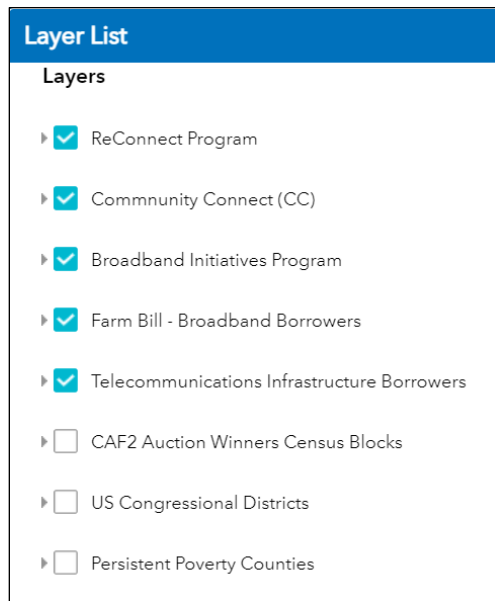 Layer List
Layers
ReConnect Program
Commnunity Connect (CC)
Broadband Initiatives Program
Farm Bill - Broadband Borrowers
Telecommunications Infrastructure Borrowers
CAF2 Auction Winners Census Blocks
US Congressional Districts
Persistent Poverty Counties